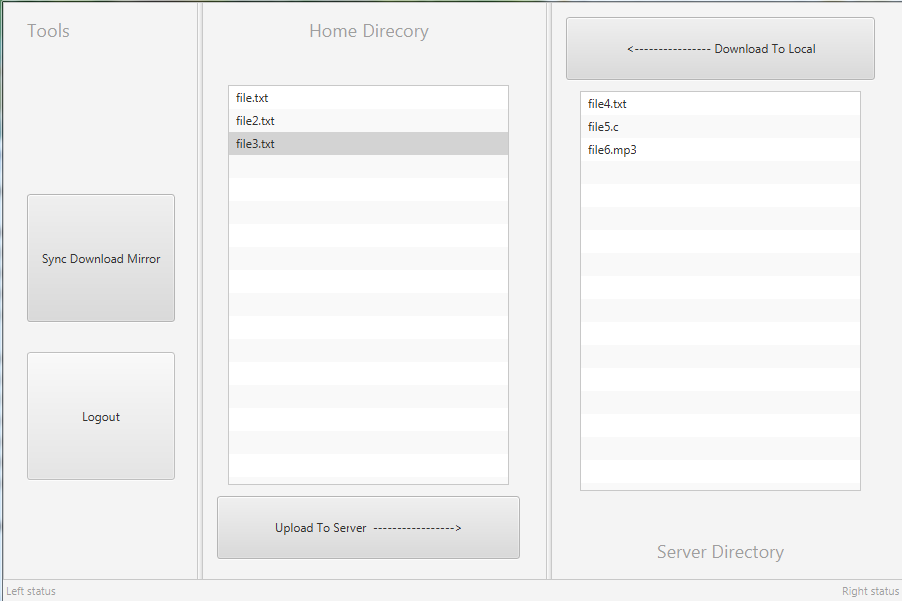 Tools
Sync Download Mirror
Logout
Home Direcory
file.txt
file2.txt
file3.txt
Upload To Server ----------------->
<---------------- Download To Local
file4.txt
file5.c
file6.mp3
Server Directory
Left status
Right status